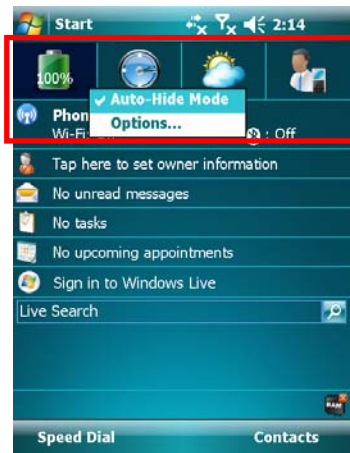 Start 2:14
100%
Auto-Hide Mode
Options...
Phon
Wi-Fi: : Off
Tap here to set owner information
No unread messages
No tasks
No upcoming appointments
Sign in to Windows Live
Live Search
RAM
Speed Dial Contacts